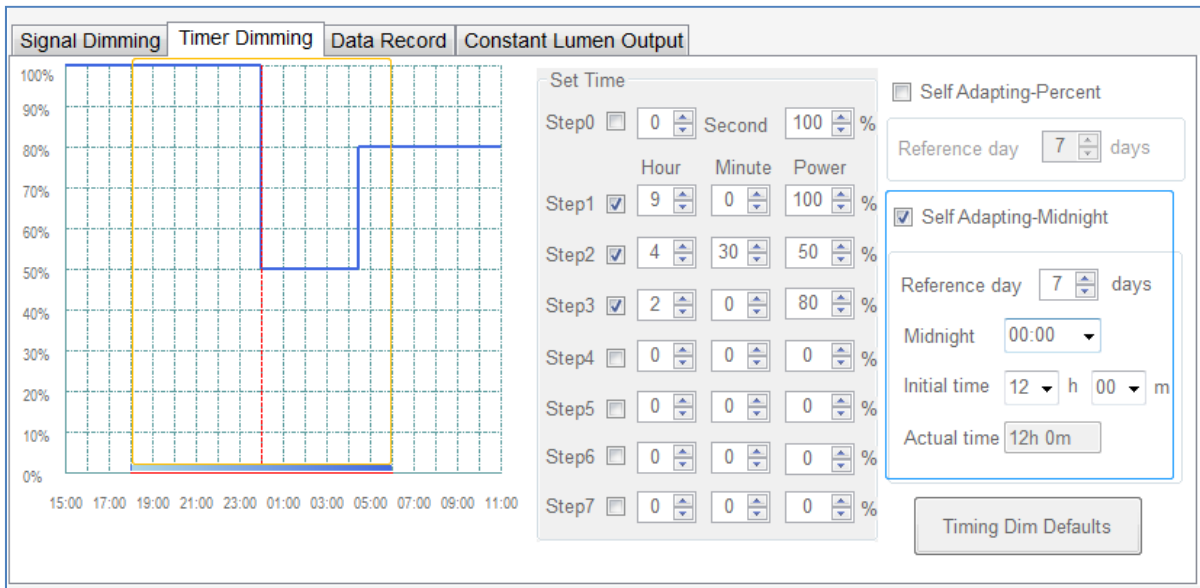 Signal Dimming Timer Dimming Data Record Constant Lumen Output
100%
90%
80%
70%
60%
50%
40%
30%
20%
10%
0%
15:00 17:00 19:00 21:00 23:00 01:00 03:00 05:00 07:00 09:00 11:00
Set Time
Step0 0 Second 100 %
Hour Minute Power
Step1 9 0 100 %
Step2 4 30 50 %
Step3 2 0 80 %
Step4 0 0 0 %
Step5 0 0 0 %
Step6 0 0 0 %
Step7 0 0 0 %
Self Adapting-Percent
Reference day 7 days
Self Adapting-Midnight
Reference day 7 days
Midnight 00:00
Initial time 12 h 00 m
Actual time 12h 0m
Timing Dim Defaults